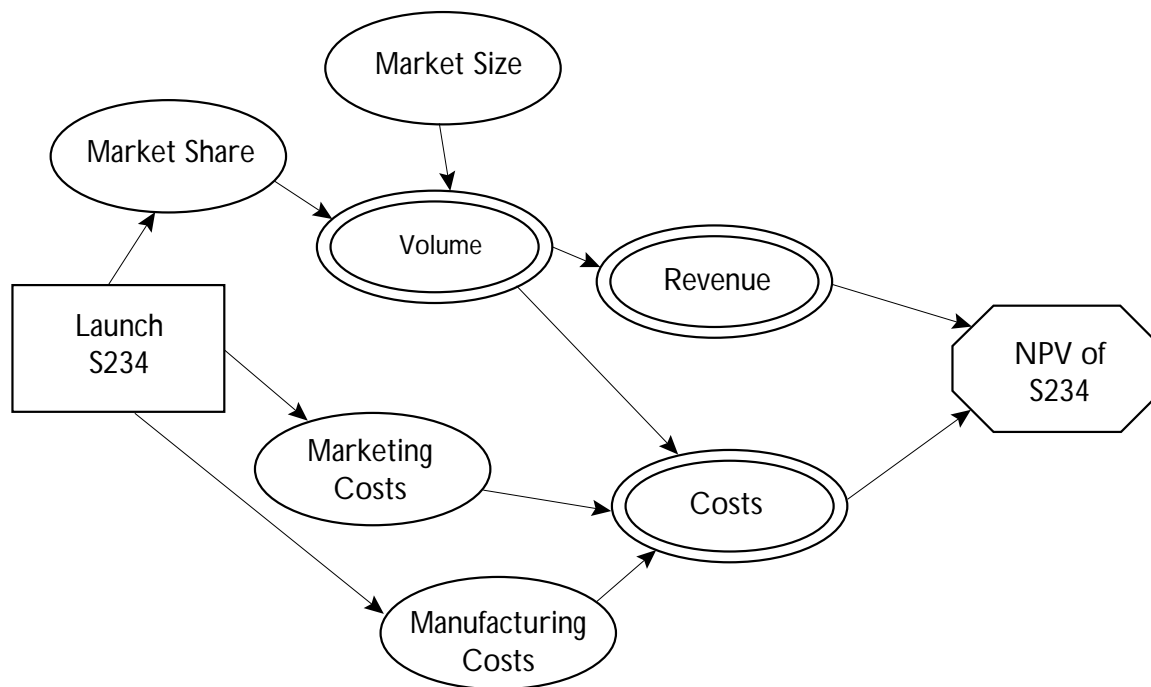 Market Size
Market Share
Volume
Revenue
Launch
S234
NPV of
S234
Marketing
Costs
Costs
Manufacturing
Costs